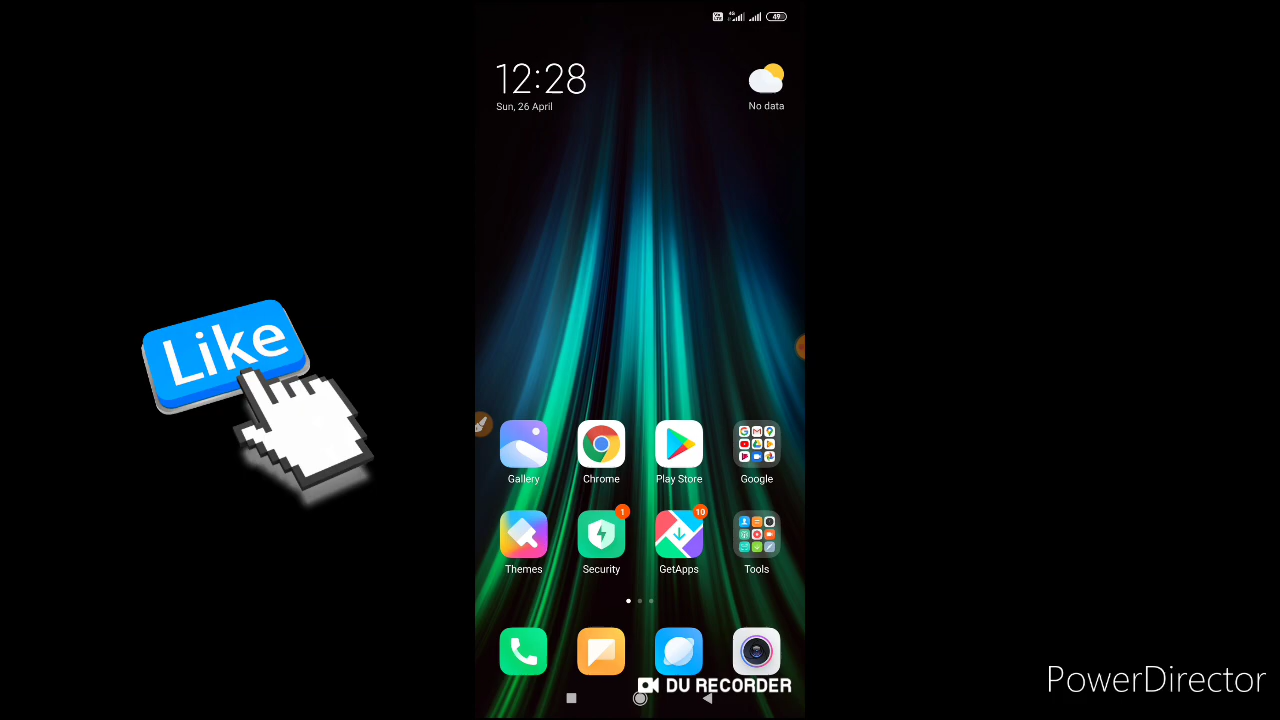 49
12:28
Sun, 26 April
No data
Like
Gallery
Chrome
Play Store
Google
1
10
Themes
Security
GetApps
Tools
DU RECORDER
PowerDirector